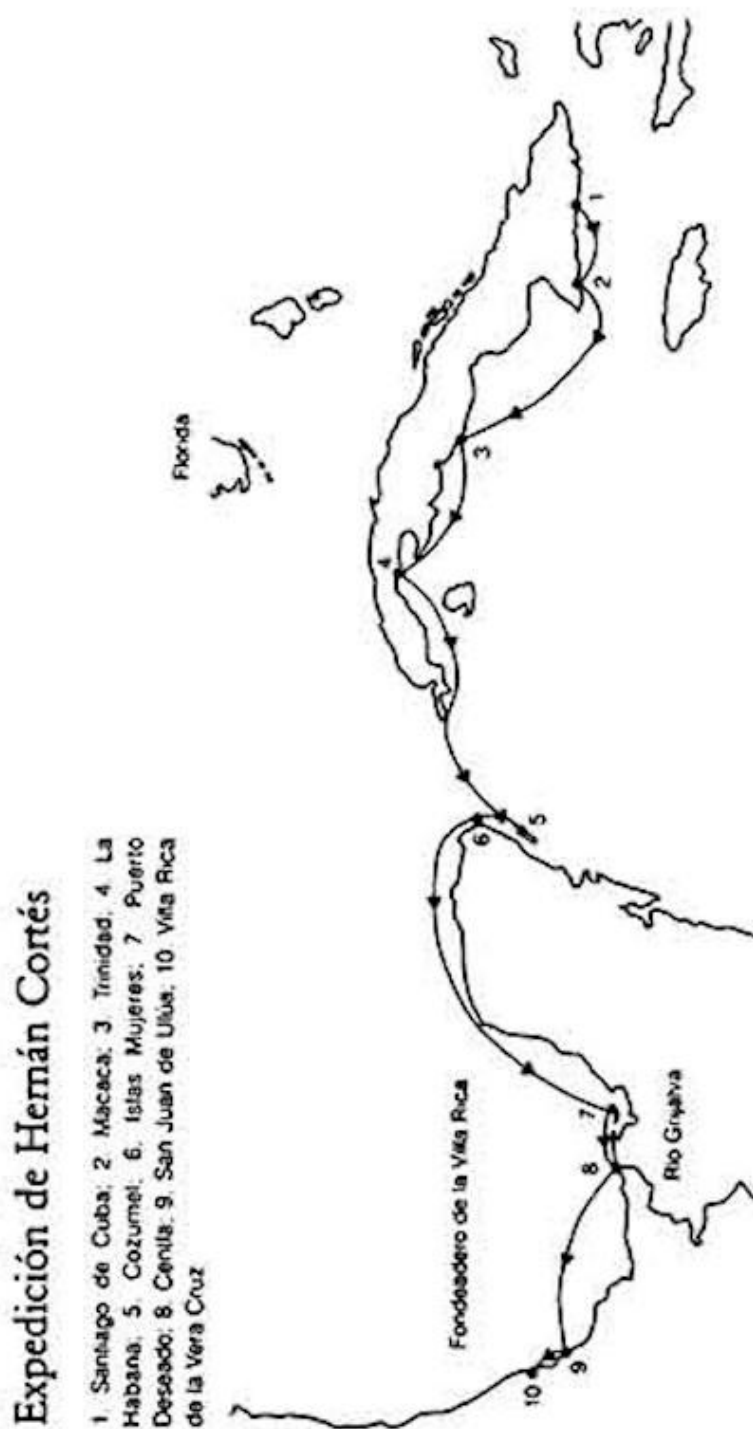 Expedición de Hernán Cortés
1. Santiago de Cuba; 2 Macaca; 3 Trinidad; 4. La
Habana; 5. Cozumel; 6. Islas Mujeres; 7 Puerto
Deseado; 8. Centla; 9. San Juan de Ulúa; 10 Villa Rica
de la Vera Cruz
Florida
Fondeadero de la Villa Rica
Rio Grijalva
1
2
3
4
5
6
7
8
9
10